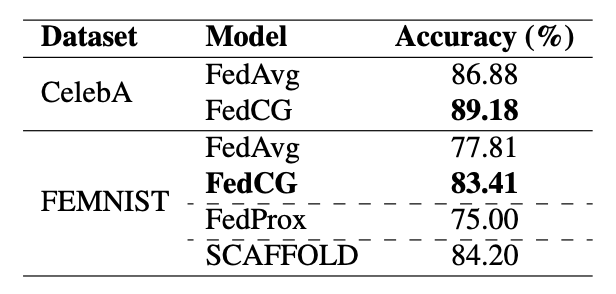 Dataset Model Accuracy (%)
CelebA
FedAvg 86.88
FedCG 89.18
FEMNIST
FedAvg 77.81
FedCG 83.41
FedProx 75.00
SCAFFOLD 84.20